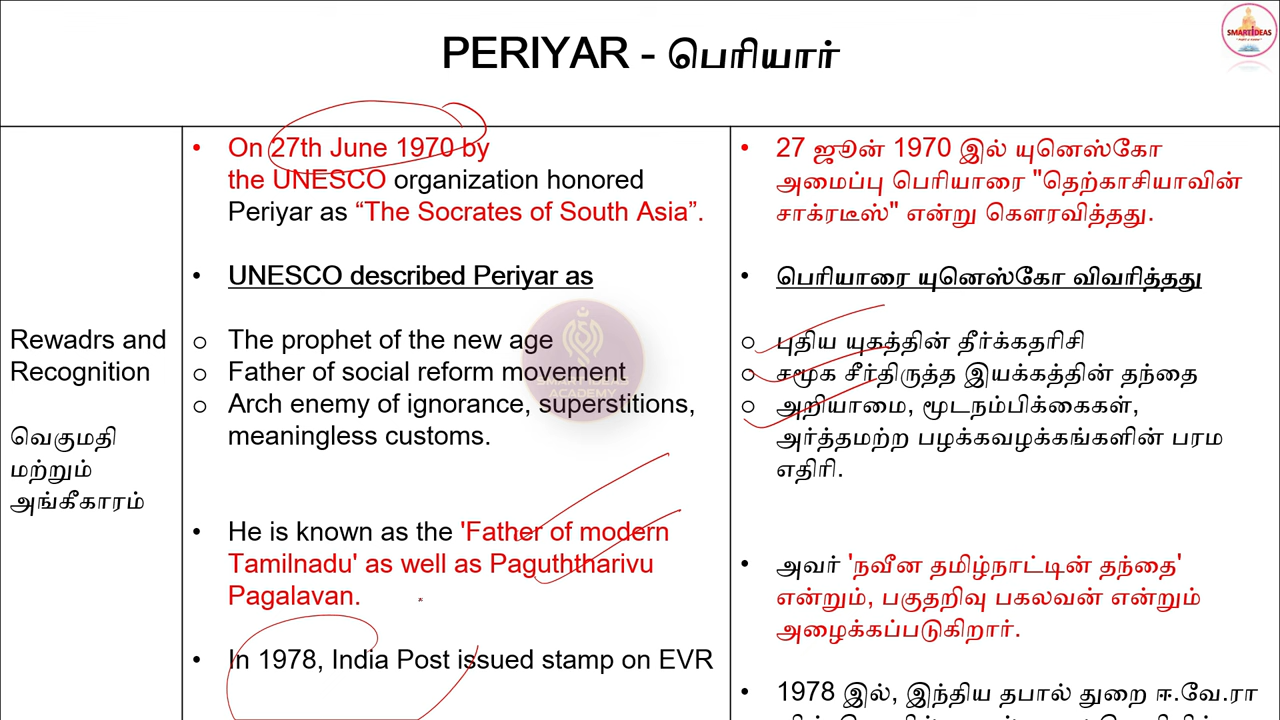 SMARTIDEAS
PERIYAR - பெரியார்
Rewadrs and
Recognition
வெகுமதி
மற்றும்
அங்கீகாரம்
• On 27th June 1970 by
the UNESCO organization honored
Periyar as “The Socrates of South Asia”.
• UNESCO described Periyar as
o The prophet of the new age
o Father of social reform movement
o Arch enemy of ignorance, superstitions,
meaningless customs.
• He is known as the 'Father of modern
Tamilnadu' as well as Paguththarivu
Pagalavan.
• In 1978, India Post issued stamp on EVR
• 27 ஜூன் 1970 இல் யுனெஸ்கோ
அமைப்பு பெரியாரை "தெற்காசியாவின்
சாக்ரடீஸ்" என்று கௌரவித்தது.
• பெரியாரை யுனெஸ்கோ விவரித்தது
o புதிய யுகத்தின் தீர்க்கதரிசி
o சமூக சீர்திருத்த இயக்கத்தின் தந்தை
o அறியாமை, மூடநம்பிக்கைகள்,
அர்த்தமற்ற பழக்கவழக்கங்களின் பரம
எதிரி.
• அவர் 'நவீன தமிழ்நாட்டின் தந்தை'
என்றும், பகுதறிவு பகலவன் என்றும்
அழைக்கப்படுகிறார்.
• 1978 இல், இந்திய தபால் துறை ஈ.வே.ரா
SMART IDEAS
ACADEMY